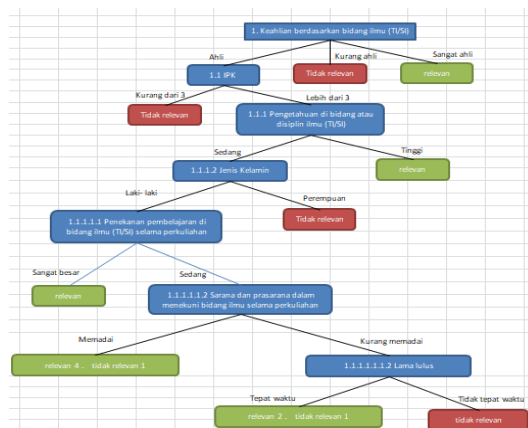 1. Keahlian berdasarkan bidang ilmu (TI/SI)
Ahli
Kurang ahli
Sangat ahli
1.1 IPK
Tidak relevan
relevan
Kurang dari 3
Lebih dari 3
Tidak relevan
1.1.1 Pengetahuan di bidang atau
disiplin ilmu (TI/SI)
Sedang
Tinggi
1.1.1.2 Jenis Kelamin
relevan
Laki- laki
Perempuan
1.1.1.1.1 Penekanan pembelajaran di
bidang ilmu (TI/SI) selama perkuliahan
Tidak relevan
Sangat besar
Sedang
relevan
1.1.1.1.1.2 Sarana dan prasarana dalam
menekuni bidang ilmu selama perkuliahan
Memadai
Kurang memadai
relevan 4 . tidak relevan 1
1.1.1.1.1.1.2 Lama lulus
Tepat waktu
Tidak tepat waktu
relevan 2 . tidak relevan 1
tidak relevan